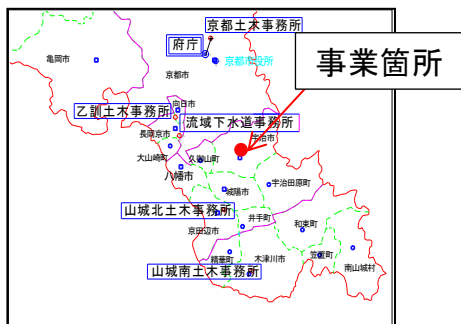 京都土木事務所
府庁
事業箇所
亀岡市
京都市役所
京都市
向日市
乙訓土木事務所
流域下水道事務所
長岡京市
宇治市
大山崎町
久御山町
八幡市
宇治田原町
城陽市
山城北土木事務所
井手町
京田辺市
和束町
精華町
木津川市
笠置町
南山城村
山城南土木事務所